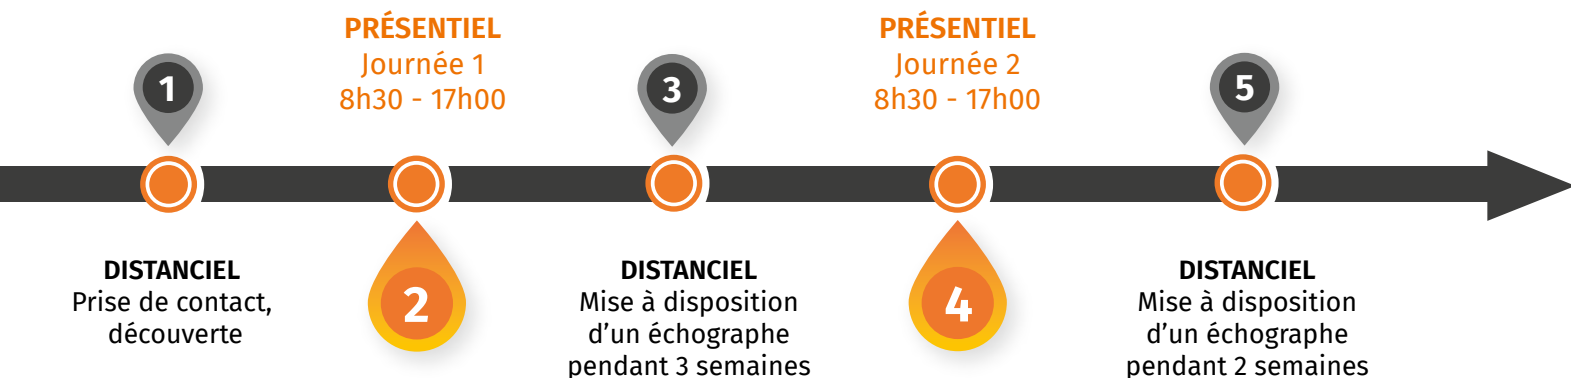 1
DISTANCIEL
Prise de contact,
découverte
PRÉSENTIEL
Journée 1
8h30 - 17h00
2
3
DISTANCIEL
Mise à disposition
d’un échographe
pendant 3 semaines
PRÉSENTIEL
Journée 2
8h30 - 17h00
4
5
DISTANCIEL
Mise à disposition
d’un échographe
pendant 2 semaines